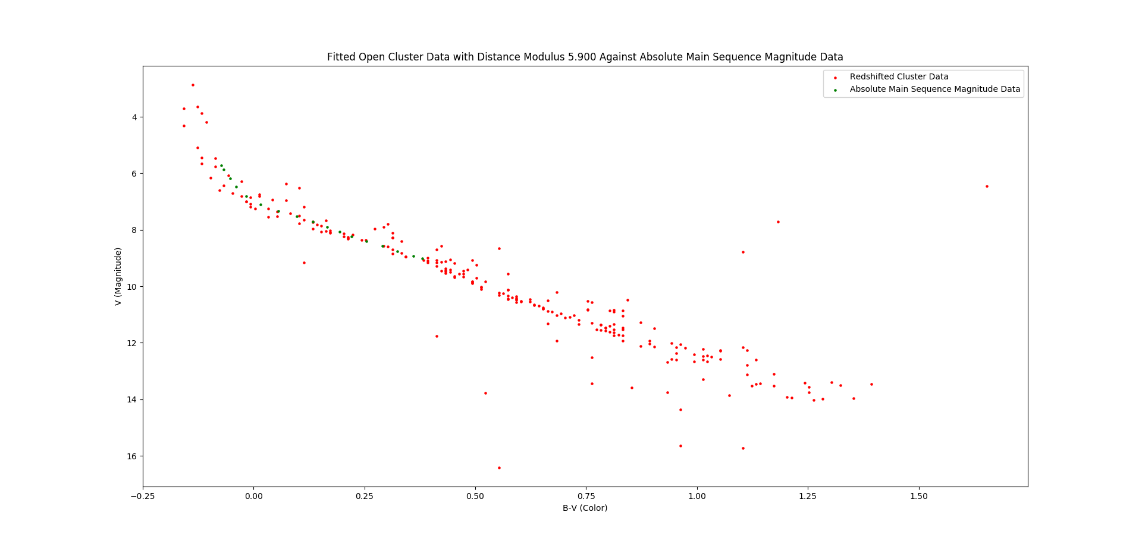 Fitted Open Cluster Data with Distance Modulus 5.900 Against Absolute Main Sequence Magnitude Data
Redshifted Cluster Data
Absolute Main Sequence Magnitude Data
V (Magnitude)
4
6
8
10
12
14
16
−0.25 0.00 0.25 0.50 0.75 1.00 1.25 1.50
B-V (Color)